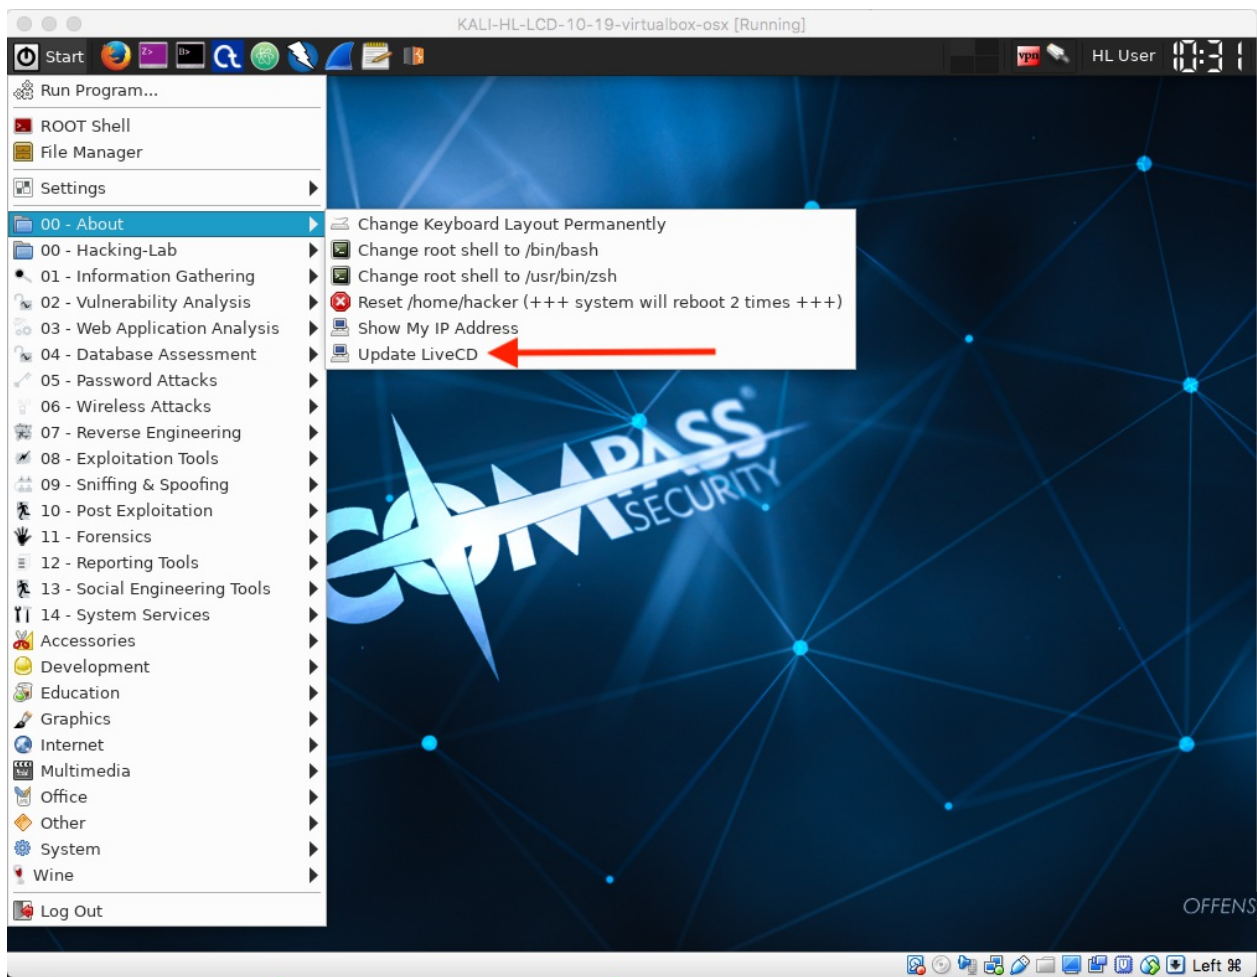 KALI-HL-LCD-10-19-virtualbox-osx [Running]
Start
vpn
HL User
10:31
Run Program...
ROOT Shell
File Manager
Settings
00 - About
00 - Hacking-Lab
01 - Information Gathering
02 - Vulnerability Analysis
03 - Web Application Analysis
04 - Database Assessment
05 - Password Attacks
06 - Wireless Attacks
07 - Reverse Engineering
08 - Exploitation Tools
09 - Sniffing & Spoofing
10 - Post Exploitation
11 - Forensics
12 - Reporting Tools
13 - Social Engineering Tools
14 - System Services
Accessories
Development
Education
Graphics
Internet
Multimedia
Office
Other
System
Wine
Log Out
Change Keyboard Layout Permanently
Change root shell to /bin/bash
Change root shell to /usr/bin/zsh
Reset /home/hacker (+++ system will reboot 2 times +++)
Show My IP Address
Update LiveCD
COMPASS
SECURITY
OFFENS
Left ⌘